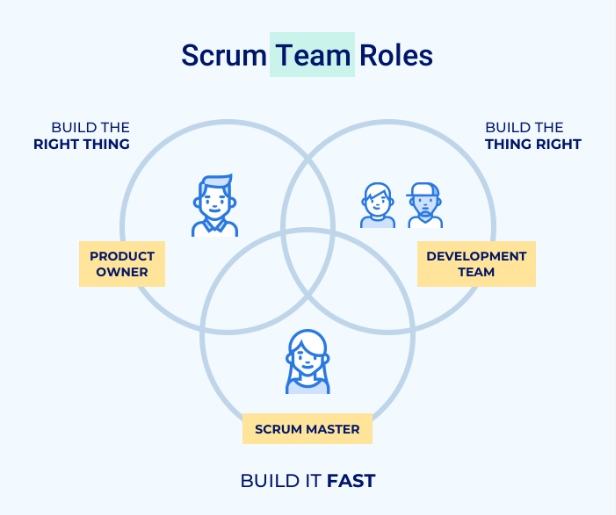 Scrum Team Roles
BUILD THE
RIGHT THING
BUILD THE
THING RIGHT
PRODUCT
OWNER
DEVELOPMENT
TEAM
SCRUM MASTER
BUILD IT FAST